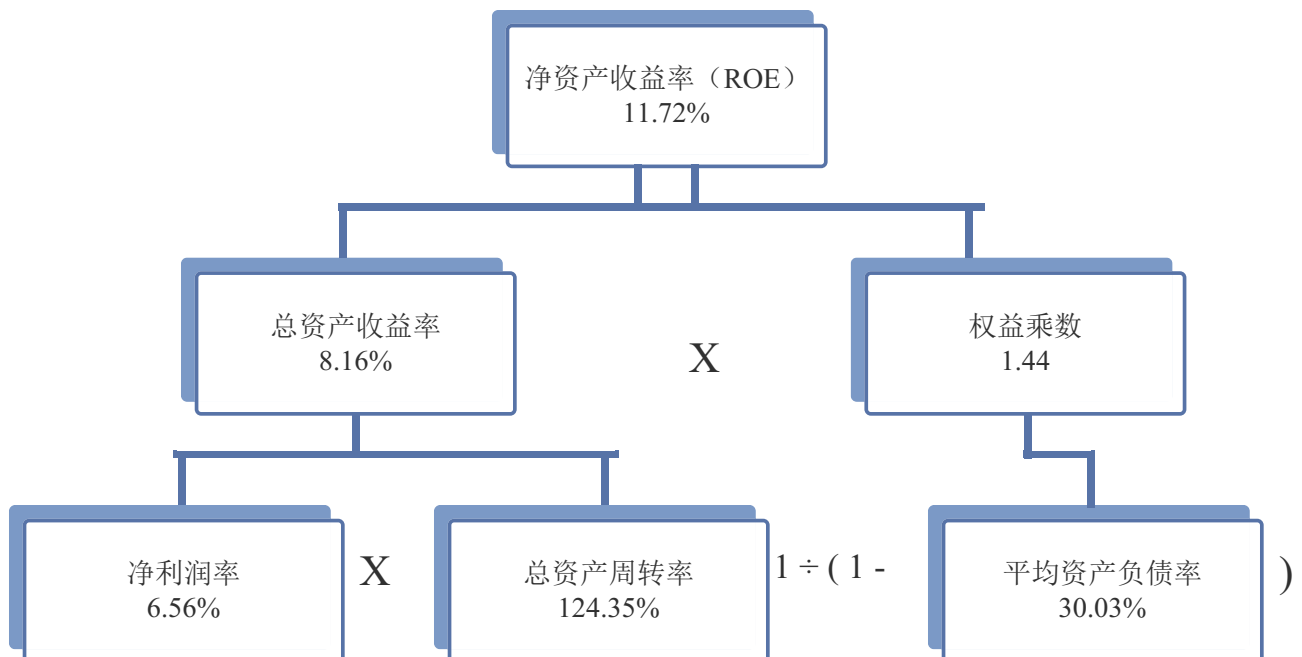 净资产收益率（ROE）
11.72%
总资产收益率
8.16%
X
权益乘数
1.44
净利润率
6.56%
X
总资产周转率
124.35%
1 ÷ ( 1 -
平均资产负债率
30.03%
)